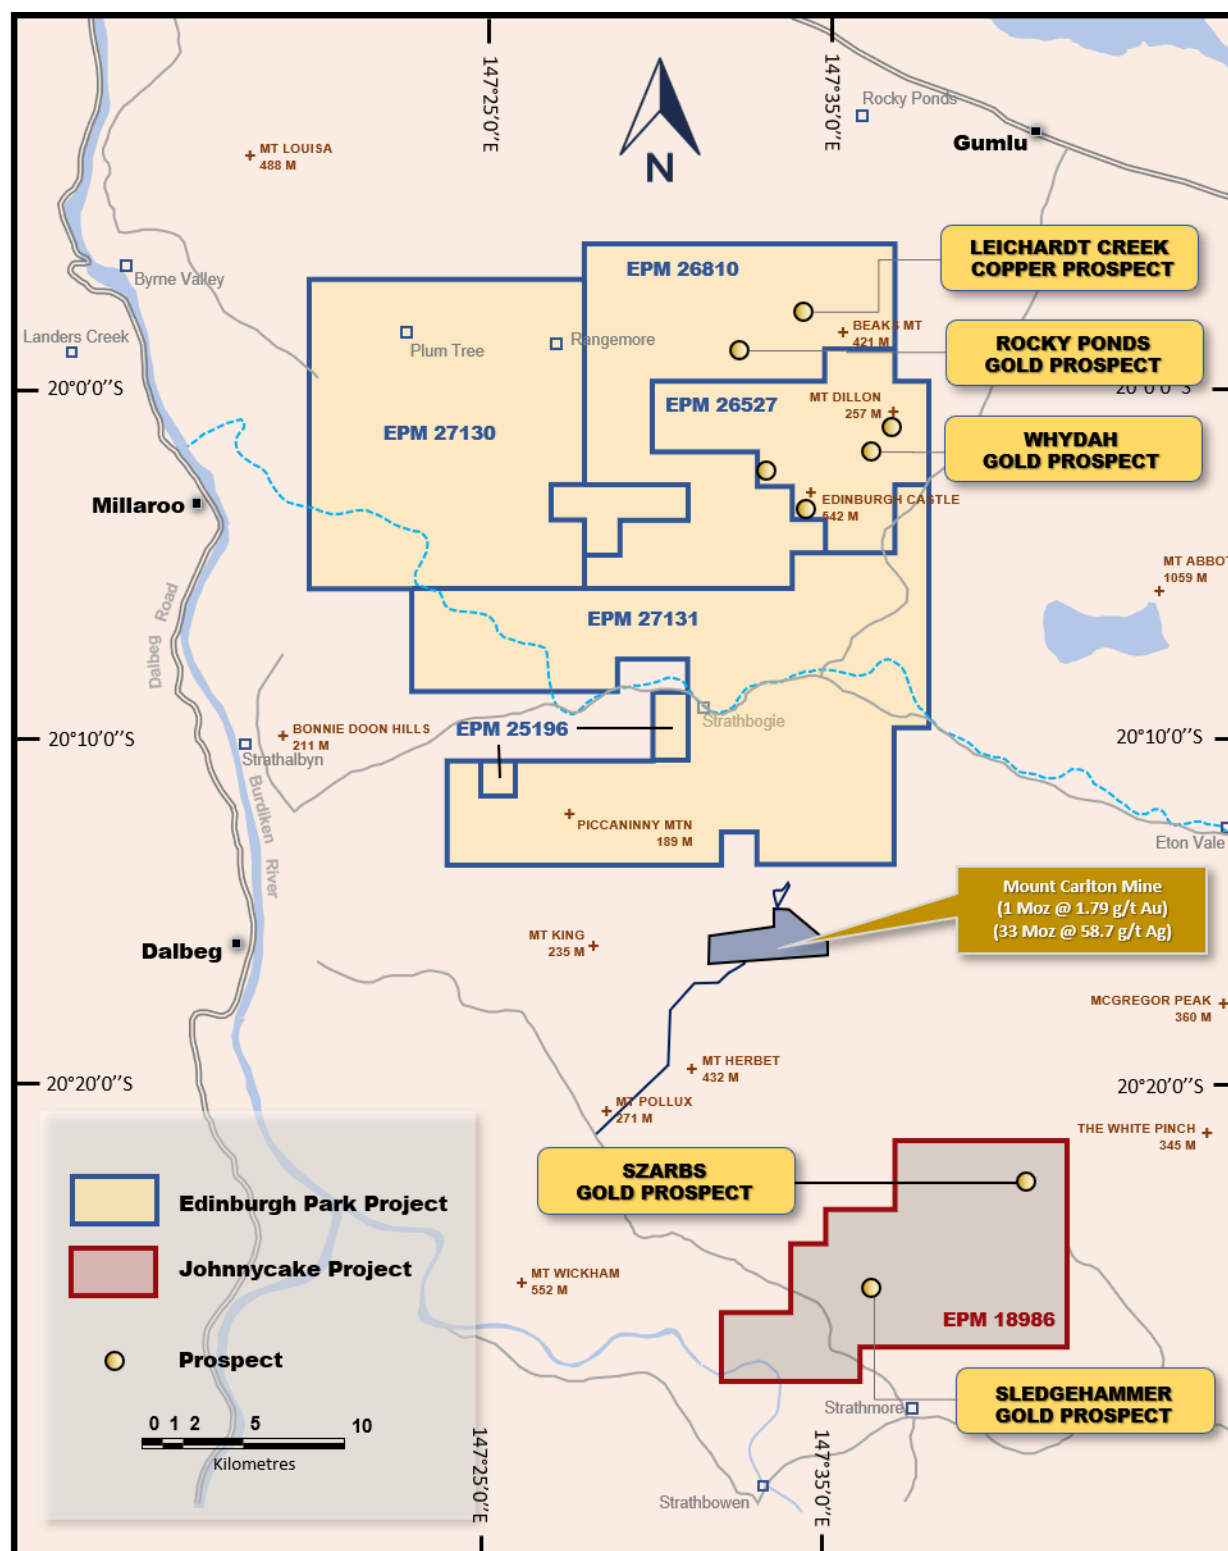 147°25'0"E
147°35'0"E
N
Rocky Ponds
Gumlu
MT LOUISA
488 M
LEICHARDT CREEK
COPPER PROSPECT
EPM 26810
Byrne Valley
Landers Creek
Plum Tree
Rangemore
BEAKS MT
421 M
ROCKY PONDS
GOLD PROSPECT
20°0'0"S
20°0'0"S
EPM 26527
MT DILLON
257 M
EPM 27130
WHYDAH
GOLD PROSPECT
Millaroo
EDINBURGH CASTLE
542 M
MT ABBOT
1059 M
Dalbeg Road
EPM 27131
EPM 25196
Strathbogie
BONNIE DOON HILLS
211 M
20°10'0"S
20°10'0"S
Strathalbyn
Burdiken River
PICCANINNY MTN
189 M
Eton Vale
Mount Carlton Mine
(1 Moz @ 1.79 g/t Au)
(33 Moz @ 58.7 g/t Ag)
MT KING
235 M
Dalbeg
MCGREGOR PEAK
360 M
MT HERBET
432 M
20°20'0"S
20°20'0"S
MT POLLUX
271 M
THE WHITE PINCH
345 M
SZARBS
GOLD PROSPECT
Edinburgh Park Project
Johnnycake Project
MT WICKHAM
552 M
EPM 18986
Prospect
SLEDGEHAMMER
GOLD PROSPECT
Strathmore
0 1 2 5 10
Kilometres
147°25'0"E
147°35'0"E
Strathbowen